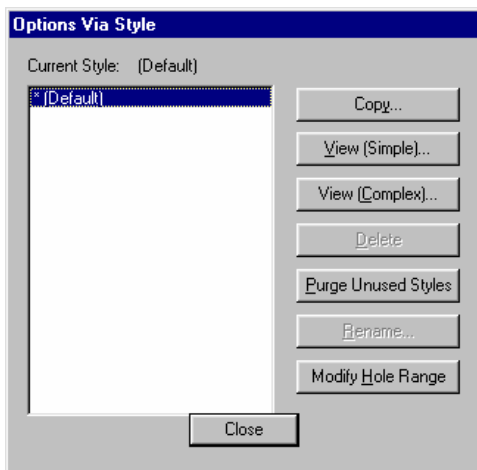 Options Via Style
Current Style: (Default)
* (Default)
Copy...
View (Simple)...
View (Complex)...
Delete
Purge Unused Styles
Rename...
Modify Hole Range
Close